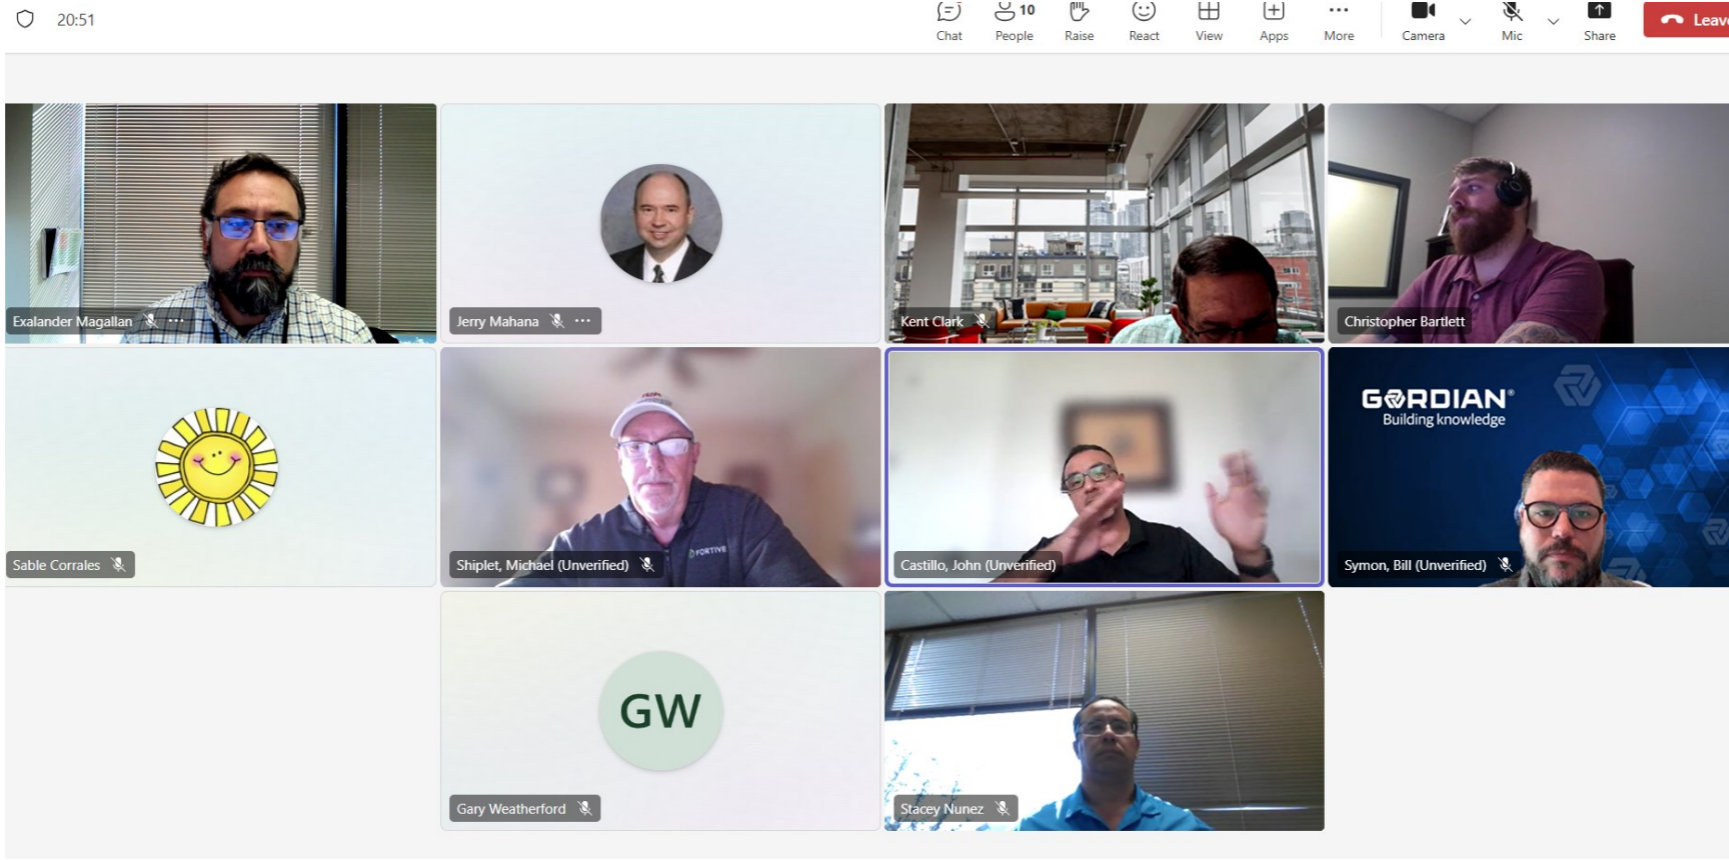 20:51
10
Chat People Raise React View Apps More Camera Mic Share
Exalander Magallan
Jerry Mahana
Kent Clark
Christopher Bartlett
Sable Corrales
Shiplet, Michael (Unverified)
FORTIVE
Castillo, John (Unverified)
GORDIAN®
Building knowledge
Symon, Bill (Unverified)
GW
Gary Weatherford
Stacey Nunez